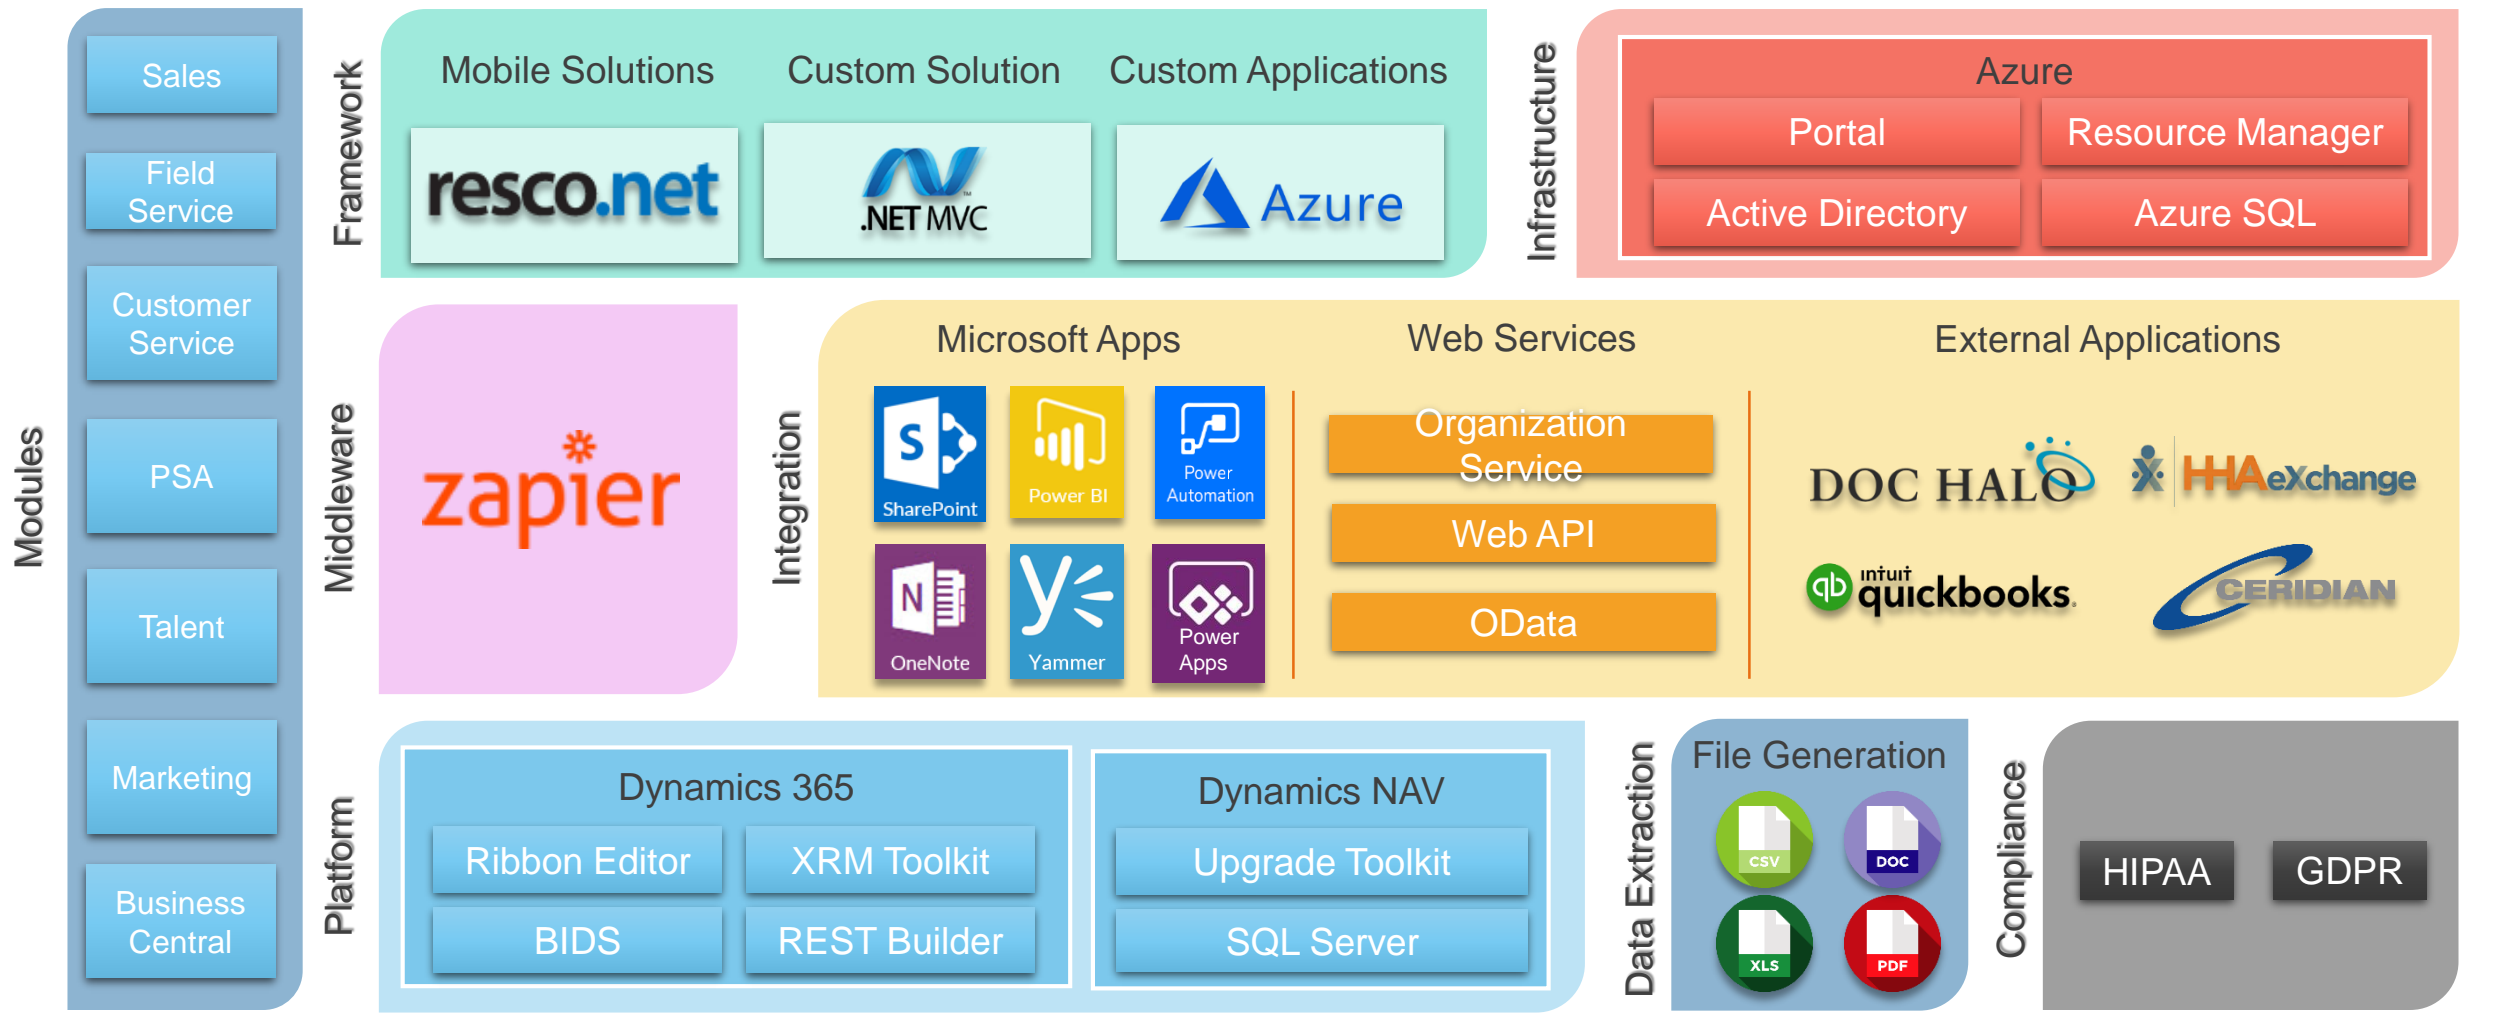 Modules
Sales
Field
Service
Customer
Service
PSA
Talent
Marketing
Business
Central
Framework
Mobile Solutions
resco.net
Custom Solution
.NET MVC
™
Custom Applications
Azure
Infrastructure
Azure
Portal
Resource Manager
Active Directory
Azure SQL
Middleware
zapier
Integration
Microsoft Apps
S
SharePoint
Power BI
Power
Automation
N
OneNote
Yammer
Power
Apps
Web Services
Organization
Service
Web API
OData
External Applications
DOC HALO
HHAeXchange
qb
intuit
quickbooks.
CERIDIAN
Platform
Dynamics 365
Ribbon Editor
XRM Toolkit
BIDS
REST Builder
Dynamics NAV
Upgrade Toolkit
SQL Server
Data Extraction
File Generation
CSV
DOC
XLS
PDF
Compliance
HIPAA
GDPR